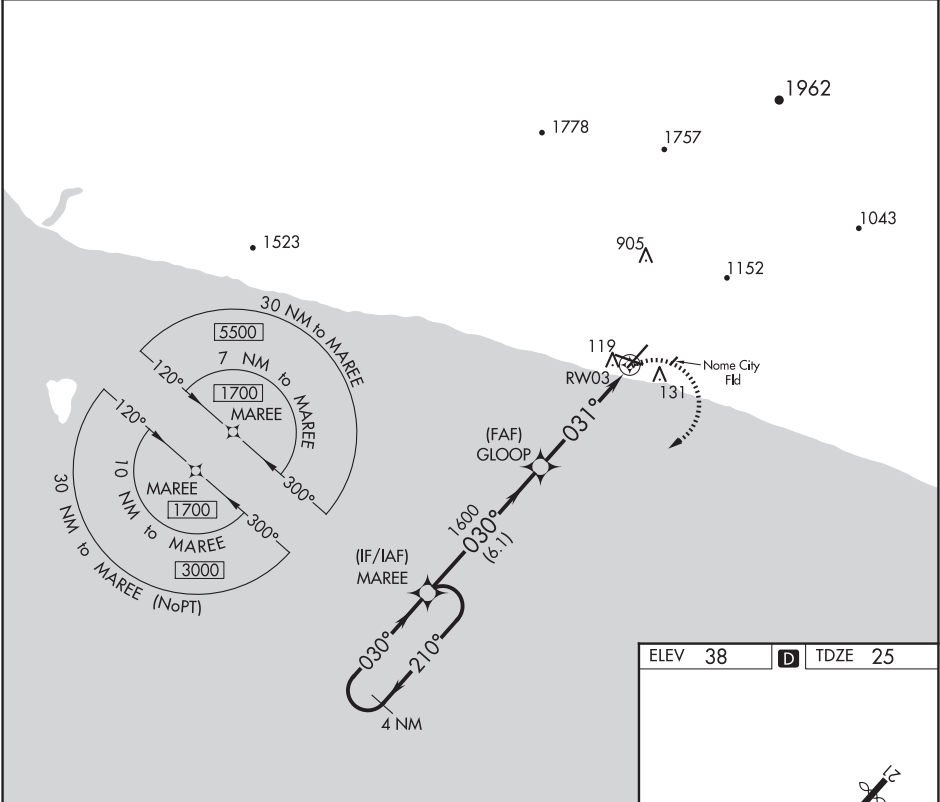 1962
1778
1757
1043
1523
905
1152
30 NM to MAREE
5500
7 NM to MAREE
120°
1700
MAREE
300°
119
RW03
131
Nome City
Fld
120°
MAREE
1700
10 NM to MAREE
300°
3000
30 NM to MAREE (NoPT)
031°
(FAF)
GLOOP
1600
030°
(6.1)
(IF/IAF)
MAREE
030°
210°
4 NM
ELEV 38 D TDZE 25
21